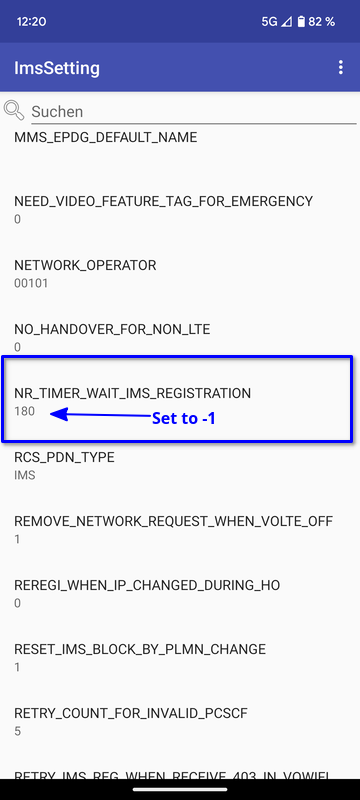 12:20 5G 82 %
ImsSetting
Suchen
MMS_EPDG_DEFAULT_NAME
NEED_VIDEO_FEATURE_TAG_FOR_EMERGENCY
0
NETWORK_OPERATOR
00101
NO_HANDOVER_FOR_NON_LTE
0
NR_TIMER_WAIT_IMS_REGISTRATION
180
Set to -1
RCS_PDN_TYPE
IMS
REMOVE_NETWORK_REQUEST_WHEN_VOLTE_OFF
1
REREGI_WHEN_IP_CHANGED_DURING_HO
0
RESET_IMS_BLOCK_BY_PLMN_CHANGE
1
RETRY_COUNT_FOR_INVALID_PCSCF
5
RETRY_IMS_REG_WHEN_RECEIVE_403_IN_VOWIFI